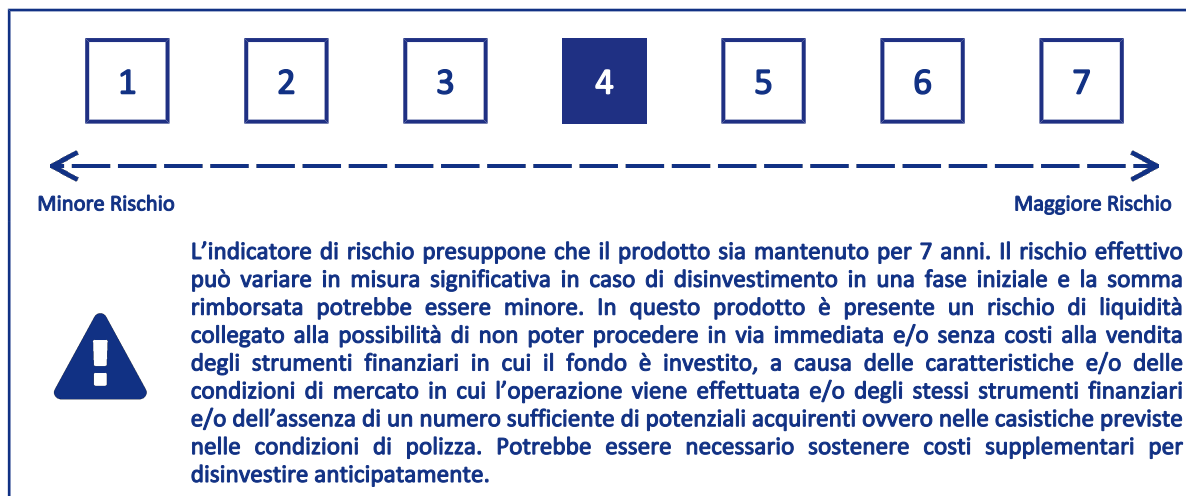 1 2 3 4 5 6 7
Minore Rischio Maggiore Rischio
L’indicatore di rischio presuppone che il prodotto sia mantenuto per 7 anni. Il rischio effettivo
può variare in misura significativa in caso di disinvestimento in una fase iniziale e la somma
rimborsata potrebbe essere minore. In questo prodotto è presente un rischio di liquidità
collegato alla possibilità di non poter procedere in via immediata e/o senza costi alla vendita
degli strumenti finanziari in cui il fondo è investito, a causa delle caratteristiche e/o delle
condizioni di mercato in cui l’operazione viene effettuata e/o degli stessi strumenti finanziari
e/o dell’assenza di un numero sufficiente di potenziali acquirenti ovvero nelle casistiche previste
nelle condizioni di polizza. Potrebbe essere necessario sostenere costi supplementari per
disinvestire anticipatamente.